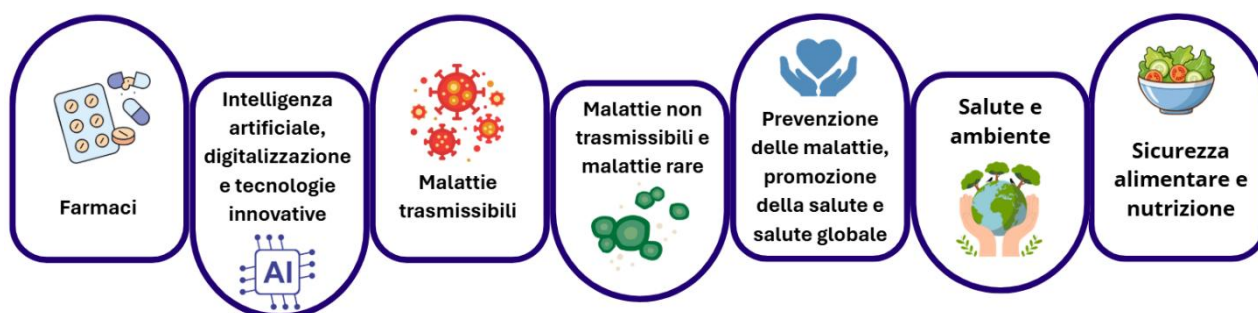 Farmaci
Intelligenza
artificiale,
digitalizzazione
e tecnologie
innovative
AI
Malattie
trasmissibili
Malattie non
trasmissibili e
malattie rare
Prevenzione
delle malattie,
promozione
della salute e
salute globale
Salute e
ambiente
Sicurezza
alimentare e
nutrizione